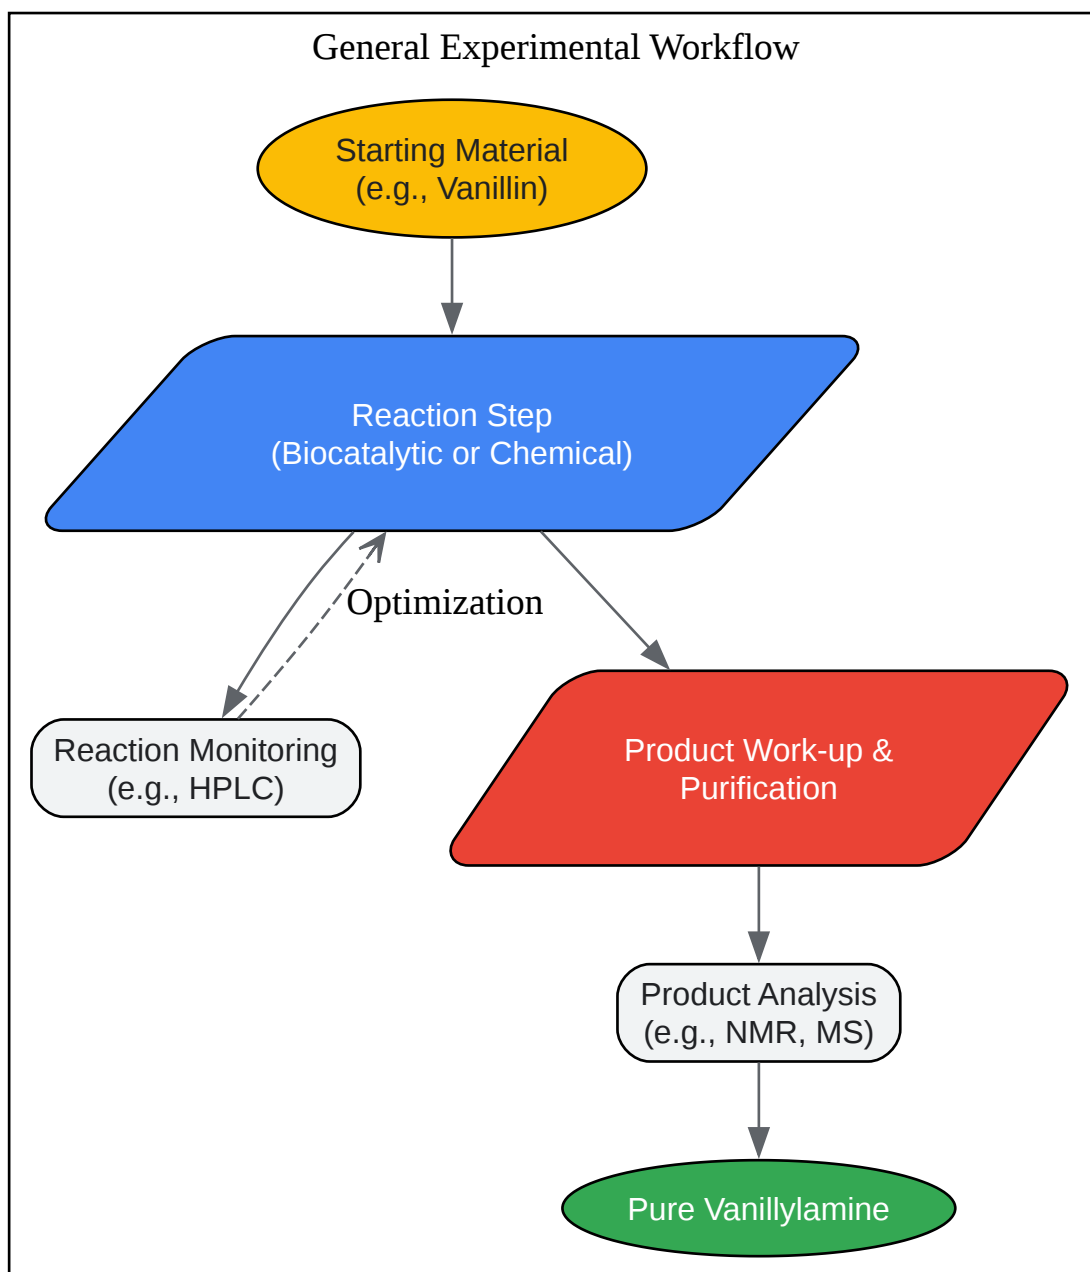 General Experimental Workflow
Starting Material
(e.g., Vanillin)
Reaction Step
(Biocatalytic or Chemical)
Optimization
Reaction Monitoring
(e.g., HPLC)
Product Work-up &
Purification
Product Analysis
(e.g., NMR, MS)
Pure Vanillylamine